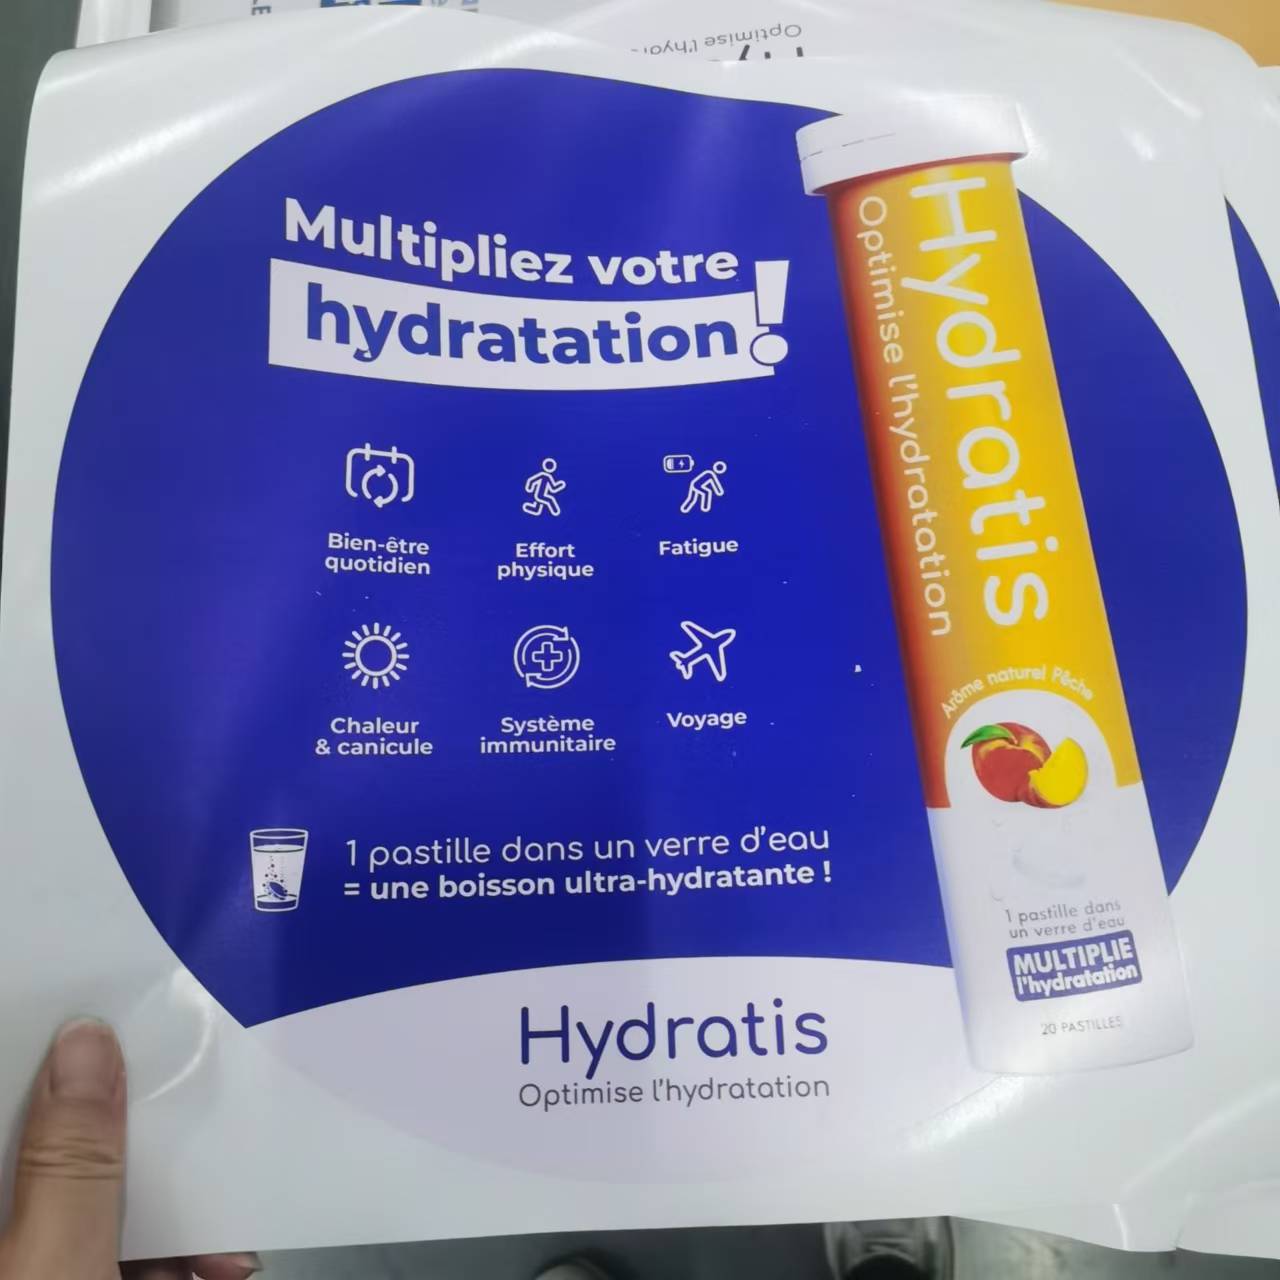 Optimise l'hydr
Multipliez votre
hydratation!
Bien-être
quotidien
Effort
physique
Fatigue
Chaleur
& canicule
Système
immunitaire
Voyage
1 pastille dans un verre d'eau
= une boisson ultra-hydratante !
Hydratis
Optimise l'hydratation
Hydratis
Optimise l'hydratation
Arôme naturel Pêche
1 pastille dans
un verre d'eau
MULTIPLIE
l'hydratation
20 PASTILLES